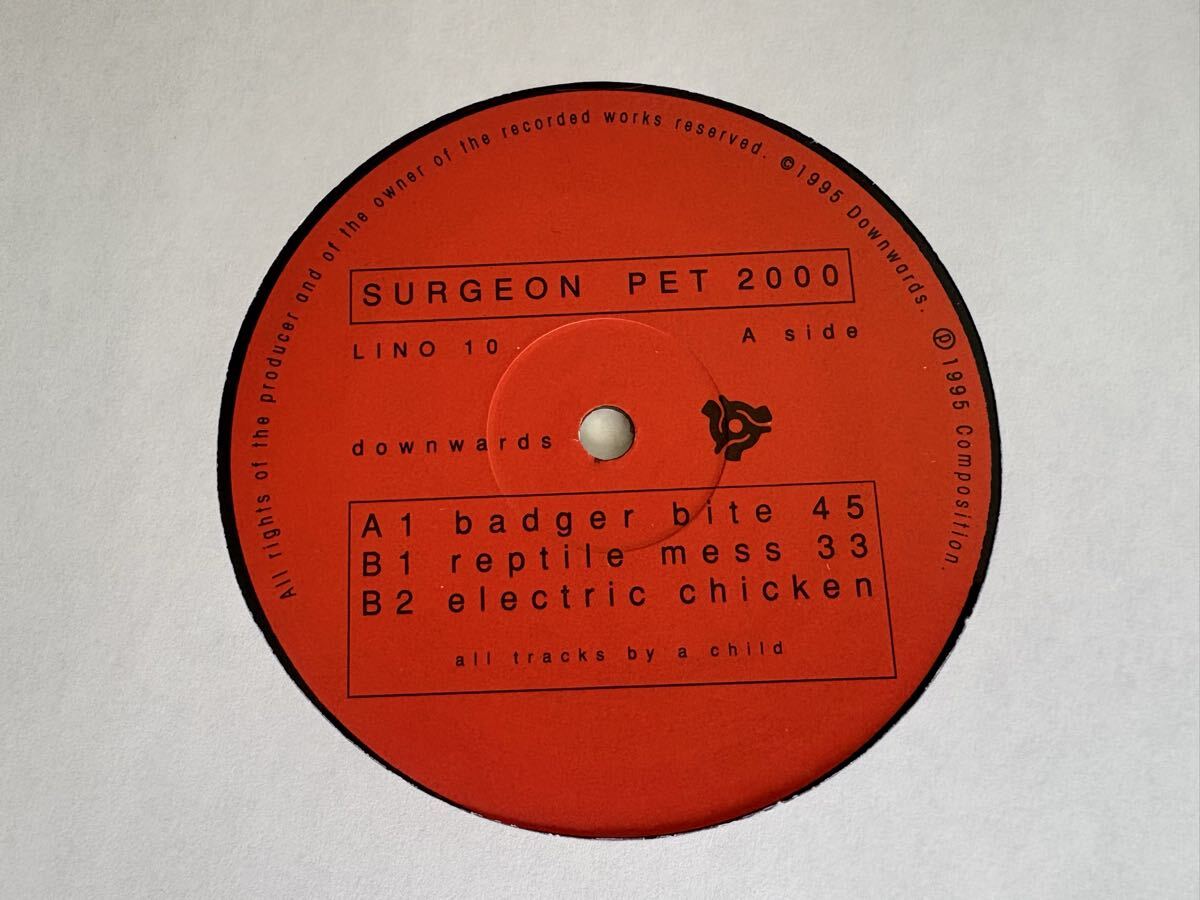 All rights of the producer and of the owner of the recorded works reserved. ©1995 Downwards. ℗1995 Composition.
SURGEON PET 2000
LINO 10 A side
downwards
A1 badger bite 45
B1 reptile mess 33
B2 electric chicken
all tracks by a child